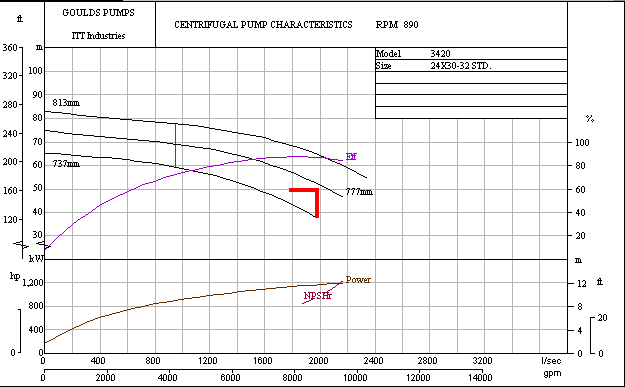 GOULDS PUMPS
ITT Industries
CENTRIFUGAL PUMP CHARACTERISTICS RPM 890
ft
360
320
280
240
200
160
120
m
100
90
80
70
60
50
40
30
813mm
737mm
777mm
Eff
Model 3420
Size 24X30-32 STD.
%
100
80
60
40
20
hp
0
kW
1,200
800
400
0
Power
NPSHr
m
12
8
4
0
ft
20
0
0 400 800 1200 1600 2000 2400 2800 3200 l/sec
0 2000 4000 6000 8000 10000 12000 14000 gpm